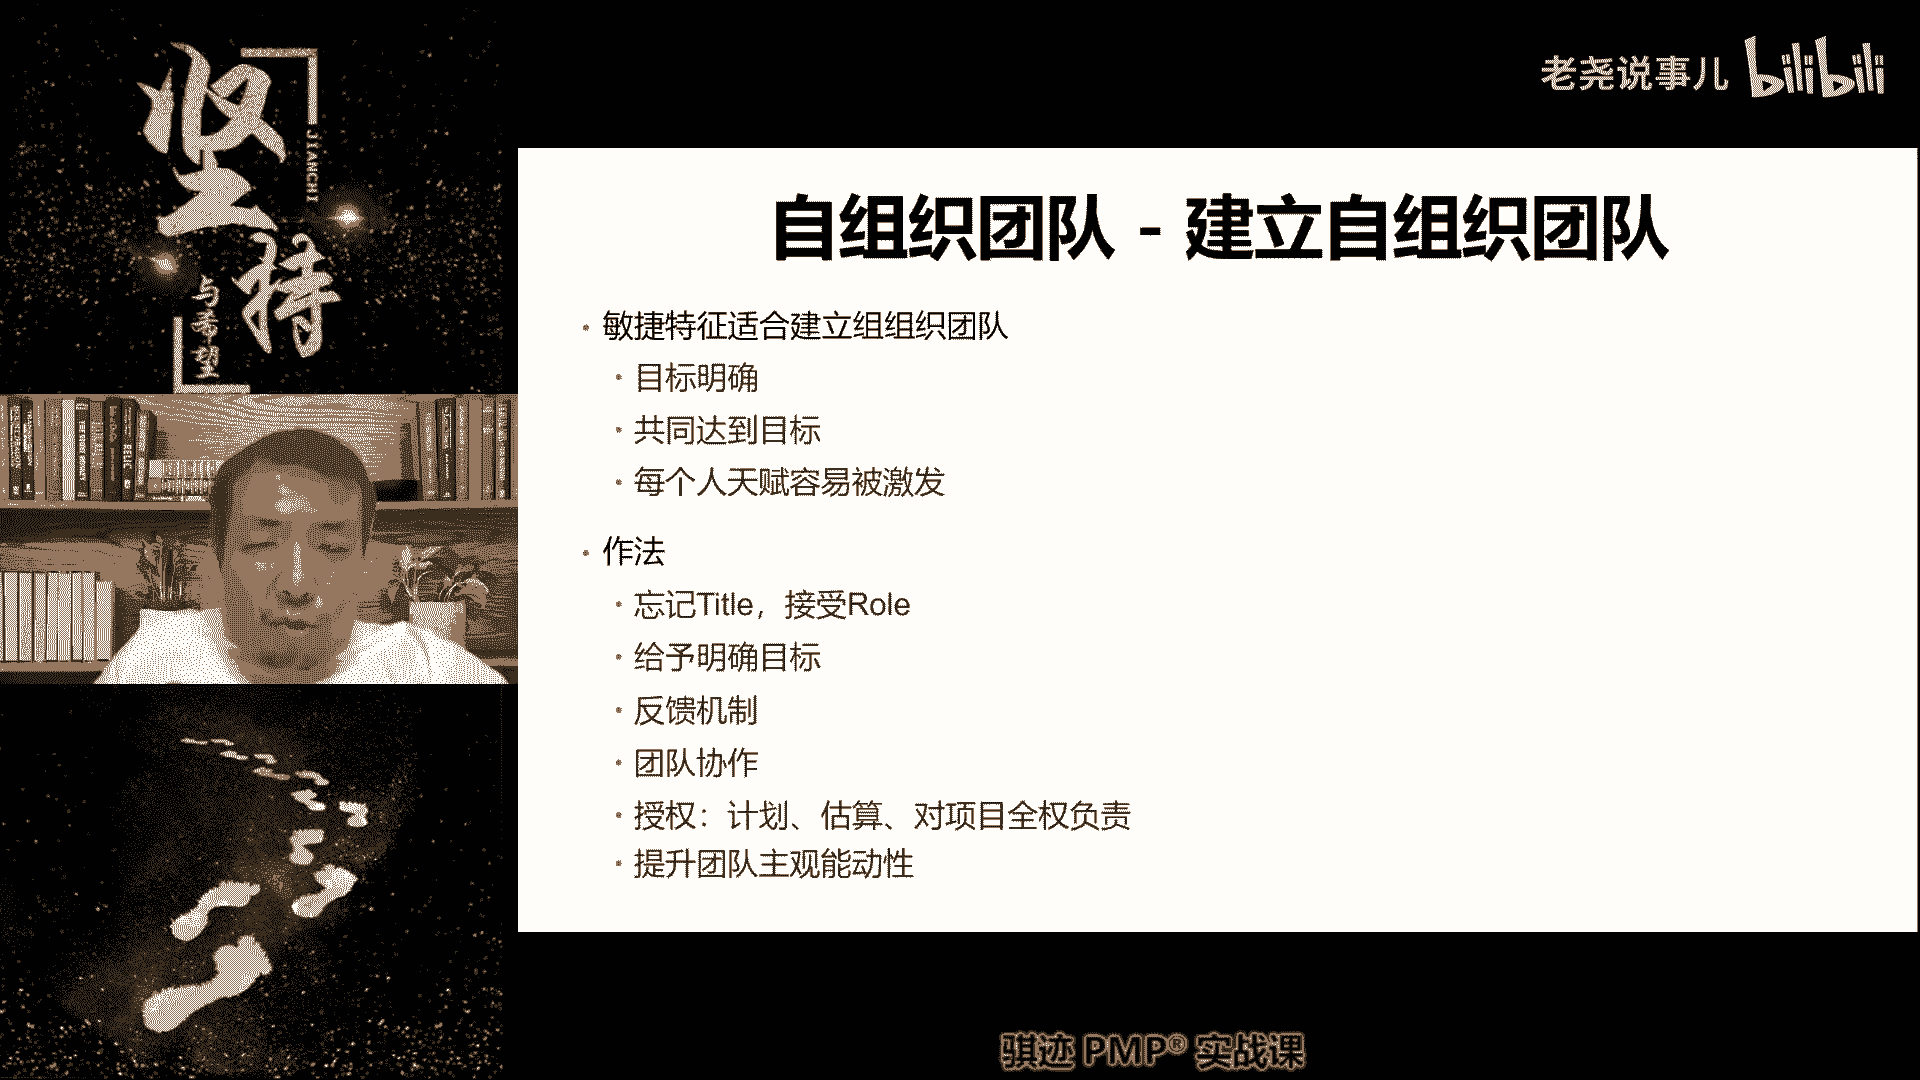 坚持
JIANCHI
与希望
老尧说事儿 bilibili
自组织团队 - 建立自组织团队
• 敏捷特征适合建立组组织团队
• 目标明确
• 共同达到目标
• 每个人天赋容易被激发
• 作法
• 忘记Title，接受Role
• 给予明确目标
• 反馈机制
• 团队协作
• 授权：计划、估算、对项目全权负责
• 提升团队主观能动性
骐迹 PMP® 实战课